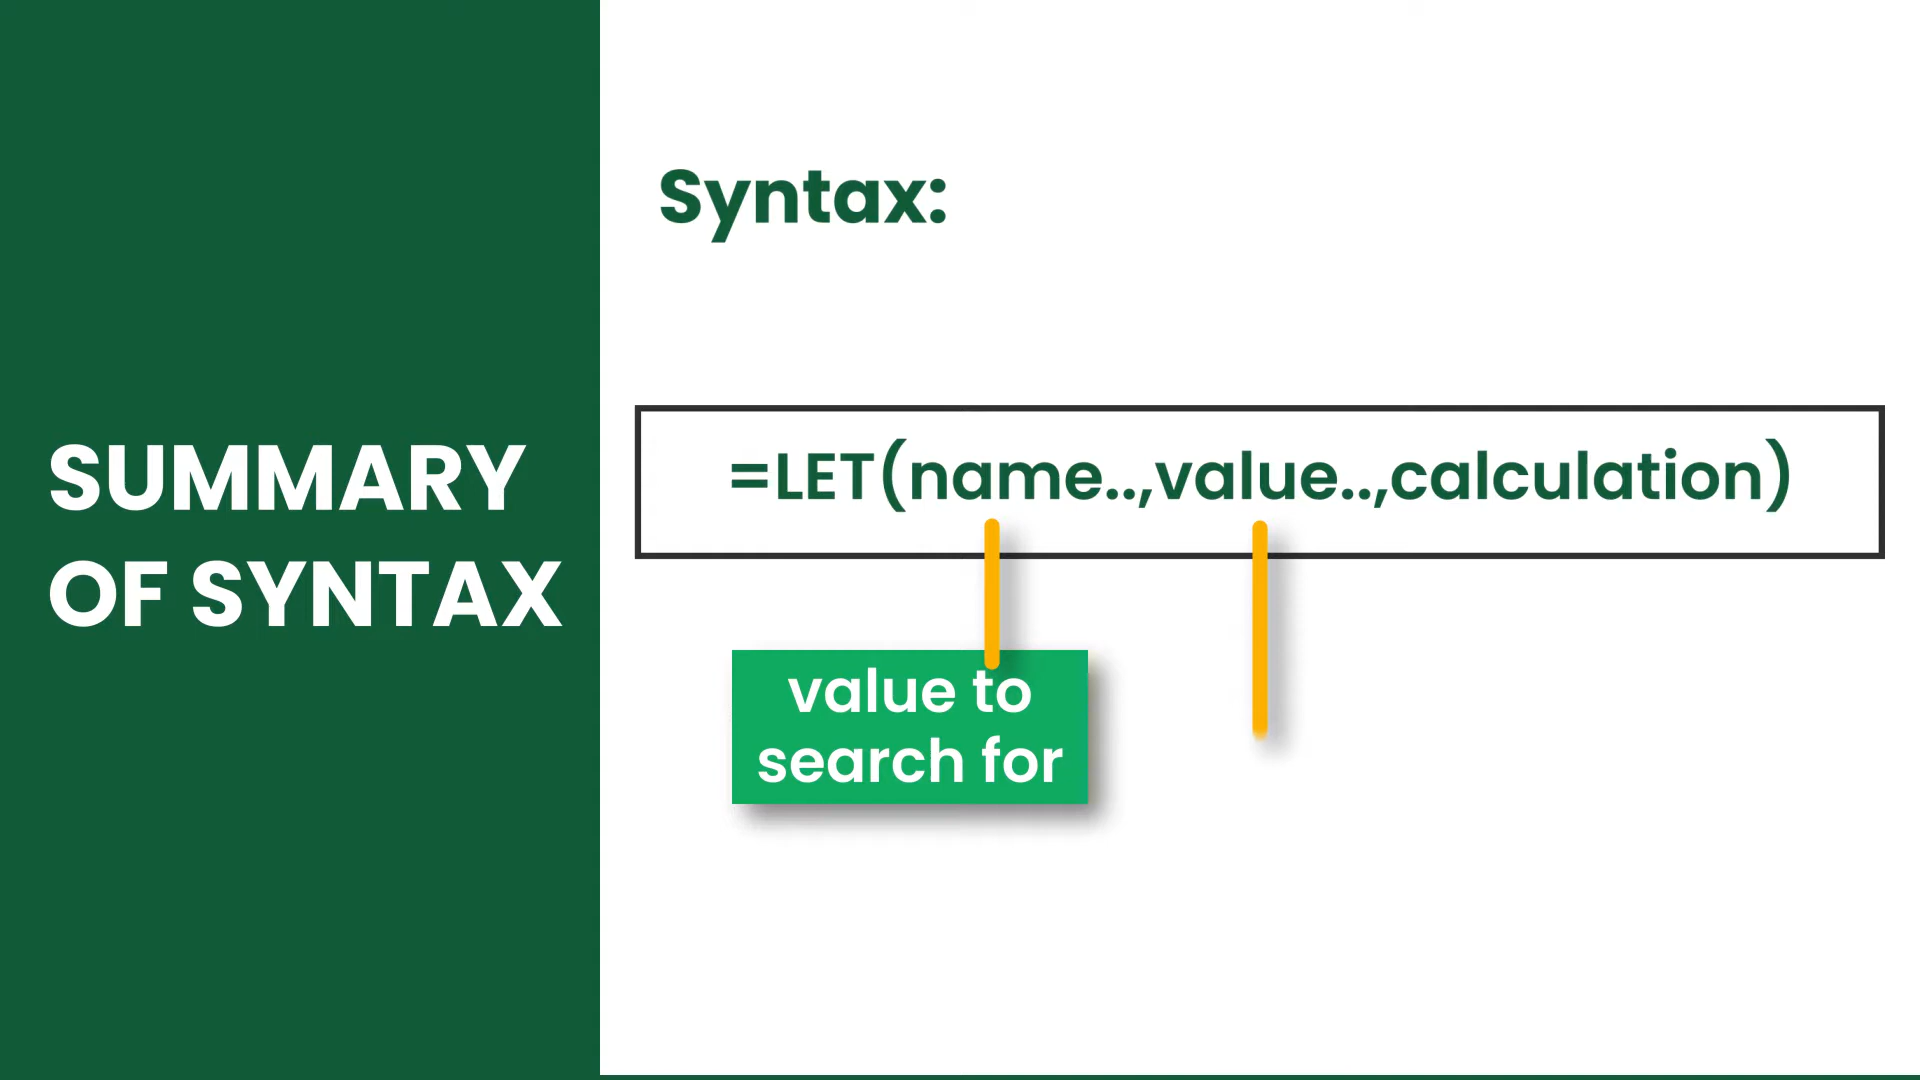 SUMMARY
OF SYNTAX
Syntax:
=LET(name..,value..,calculation)
value to
search for